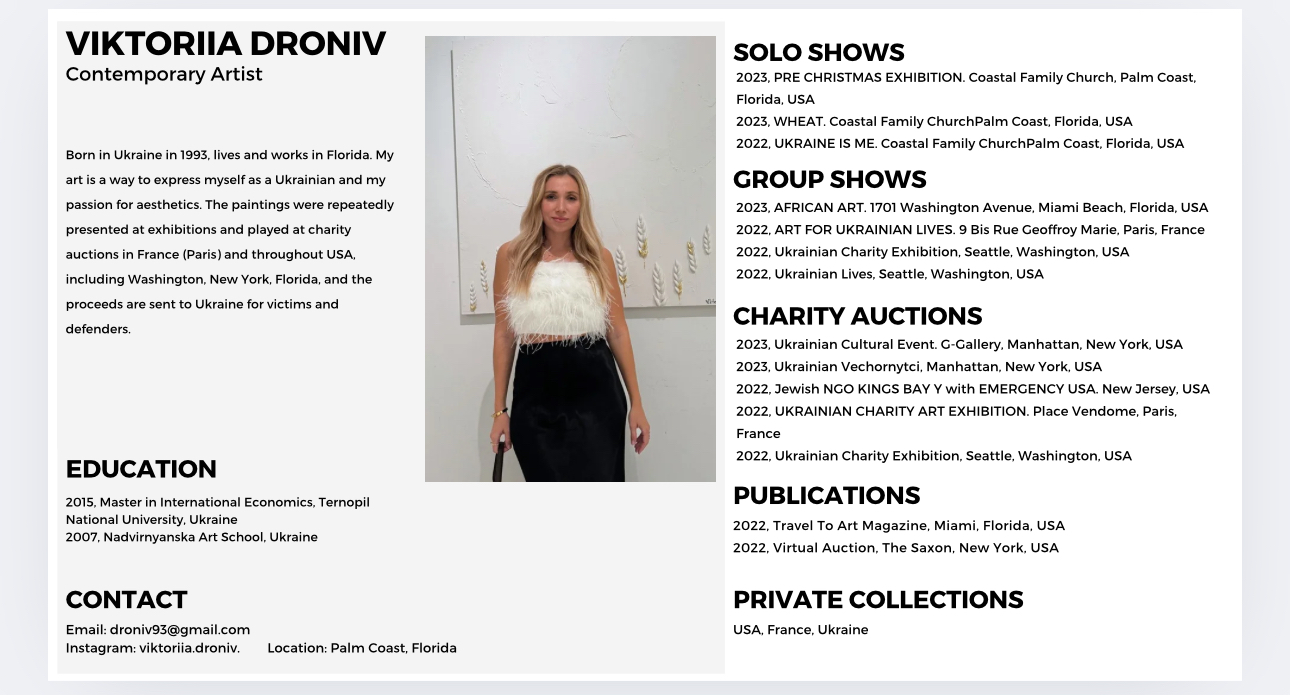 VIKTORIIA DRONIV
Contemporary Artist
Born in Ukraine in 1993, lives and works in Florida. My
art is a way to express myself as a Ukrainian and my
passion for aesthetics. The paintings were repeatedly
presented at exhibitions and played at charity
auctions in France (Paris) and throughout USA,
including Washington, New York, Florida, and the
proceeds are sent to Ukraine for victims and
defenders.
EDUCATION
2015, Master in International Economics, Ternopil
National University, Ukraine
2007, Nadvirnyanska Art School, Ukraine
CONTACT
Email: droniv93@gmail.com
Instagram: viktoriia.droniv. Location: Palm Coast, Florida
SOLO SHOWS
2023, PRE CHRISTMAS EXHIBITION. Coastal Family Church, Palm Coast,
Florida, USA
2023, WHEAT. Coastal Family ChurchPalm Coast, Florida, USA
2022, UKRAINE IS ME. Coastal Family ChurchPalm Coast, Florida, USA
GROUP SHOWS
2023, AFRICAN ART. 1701 Washington Avenue, Miami Beach, Florida, USA
2022, ART FOR UKRAINIAN LIVES. 9 Bis Rue Geoffroy Marie, Paris, France
2022, Ukrainian Charity Exhibition, Seattle, Washington, USA
2022, Ukrainian Lives, Seattle, Washington, USA
CHARITY AUCTIONS
2023, Ukrainian Cultural Event. G-Gallery, Manhattan, New York, USA
2023, Ukrainian Vechornytci, Manhattan, New York, USA
2022, Jewish NGO KINGS BAY Y with EMERGENCY USA. New Jersey, USA
2022, UKRAINIAN CHARITY ART EXHIBITION. Place Vendome, Paris,
France
2022, Ukrainian Charity Exhibition, Seattle, Washington, USA
PUBLICATIONS
2022, Travel To Art Magazine, Miami, Florida, USA
2022, Virtual Auction, The Saxon, New York, USA
PRIVATE COLLECTIONS
USA, France, Ukraine